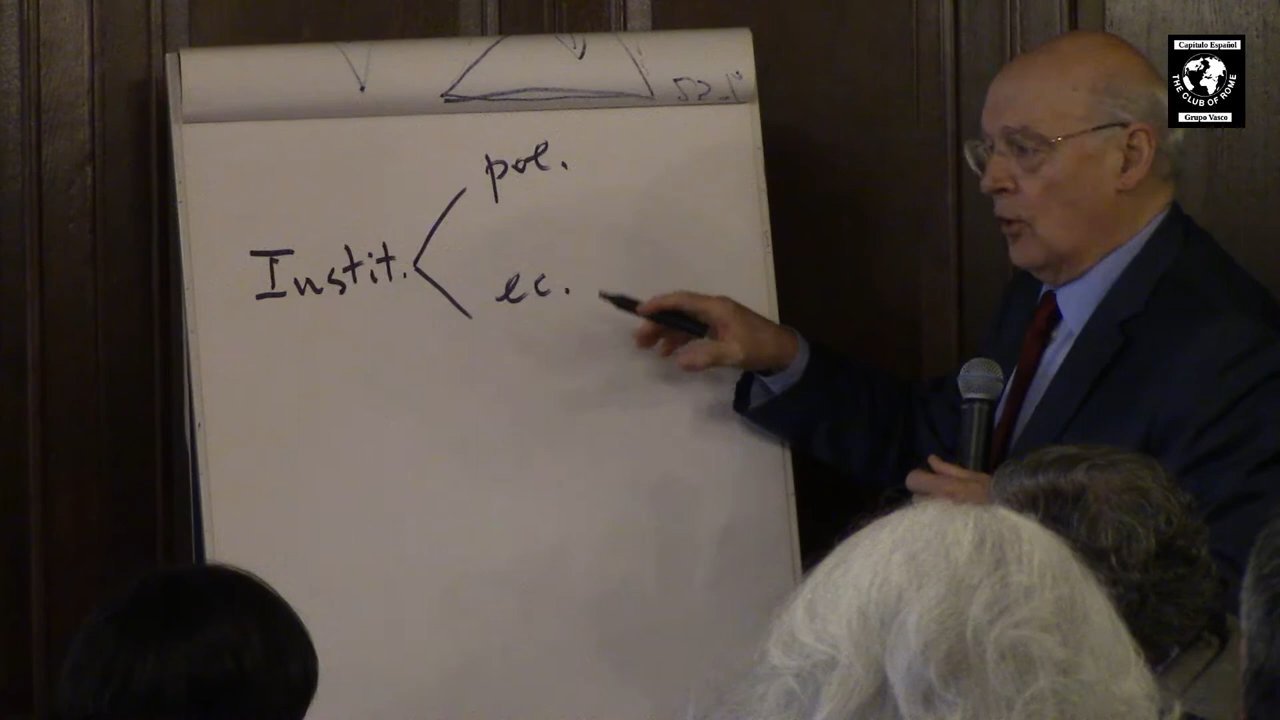 pol.
Instit.
ec.
Capítulo Español
THE CLUB OF ROME
Grupo Vasco